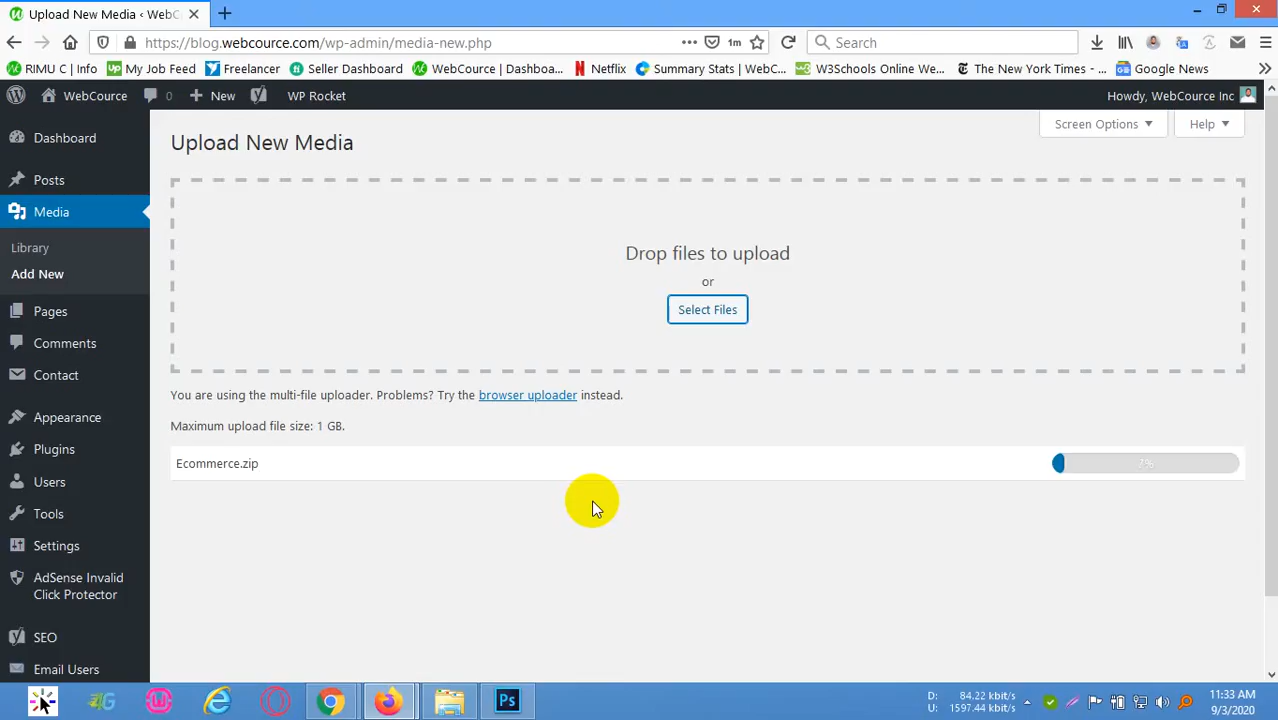 Upload New Media ‹ WebC
https://blog.webcource.com/wp-admin/media-new.php
1m
Search
RIMU C | Info
up My Job Feed
Freelancer
Seller Dashboard
WebCource | Dashboa...
Netflix
Summary Stats | WebC...
W3Schools Online We...
The New York Times - ...
Google News
WebCource
0
New
WP Rocket
Howdy, WebCource Inc
Dashboard
Posts
Media
Library
Add New
Pages
Comments
Contact
Appearance
Plugins
Users
Tools
Settings
AdSense Invalid
Click Protector
SEO
Email Users
Screen Options
Help
Upload New Media
Drop files to upload
or
Select Files
You are using the multi-file uploader. Problems? Try the browser uploader instead.
Maximum upload file size: 1 GB.
Ecommerce.zip
7%
Ps
D: 84.22 kbit/s
U: 1597.44 kbit/s
11:33 AM
9/3/2020